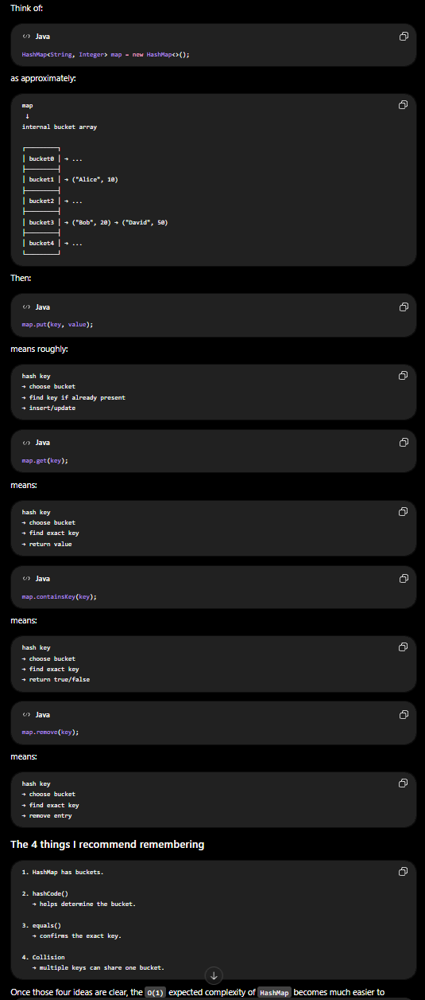 Think of:
Java
HashMap<String, Integer> map = new HashMap<>();
as approximately:
map
↓
internal bucket array
bucket0 → ...
bucket1 → ("Alice", 10)
bucket2 → ...
bucket3 → ("Bob", 20) → ("David", 50)
bucket4 → ...
Then:
Java
map.put(key, value);
means roughly:
hash key
→ choose bucket
→ find key if already present
→ insert/update
Java
map.get(key);
means:
hash key
→ choose bucket
→ find exact key
→ return value
Java
map.containsKey(key);
means:
hash key
→ choose bucket
→ find exact key
→ return true/false
Java
map.remove(key);
means:
hash key
→ choose bucket
→ find exact key
→ remove entry
The 4 things I recommend remembering
1. HashMap has buckets.
2. hashCode()
→ helps determine the bucket.
3. equals()
→ confirms the exact key.
4. Collision
→ multiple keys can share one bucket.
Once those four ideas are clear, the O(1) expected complexity of HashMap becomes much easier to